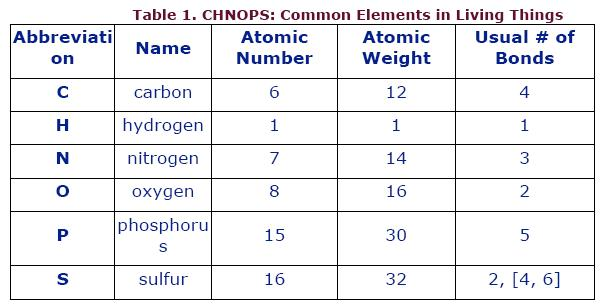 Table 1. CHNOPS: Common Elements in Living Things
Abbreviati
on
Name
Atomic
Number
Atomic
Weight
Usual # of
Bonds
C carbon 6 12 4
H hydrogen 1 1 1
N nitrogen 7 14 3
O oxygen 8 16 2
P phosphoru
s 15 30 5
S sulfur 16 32 2, [4, 6]